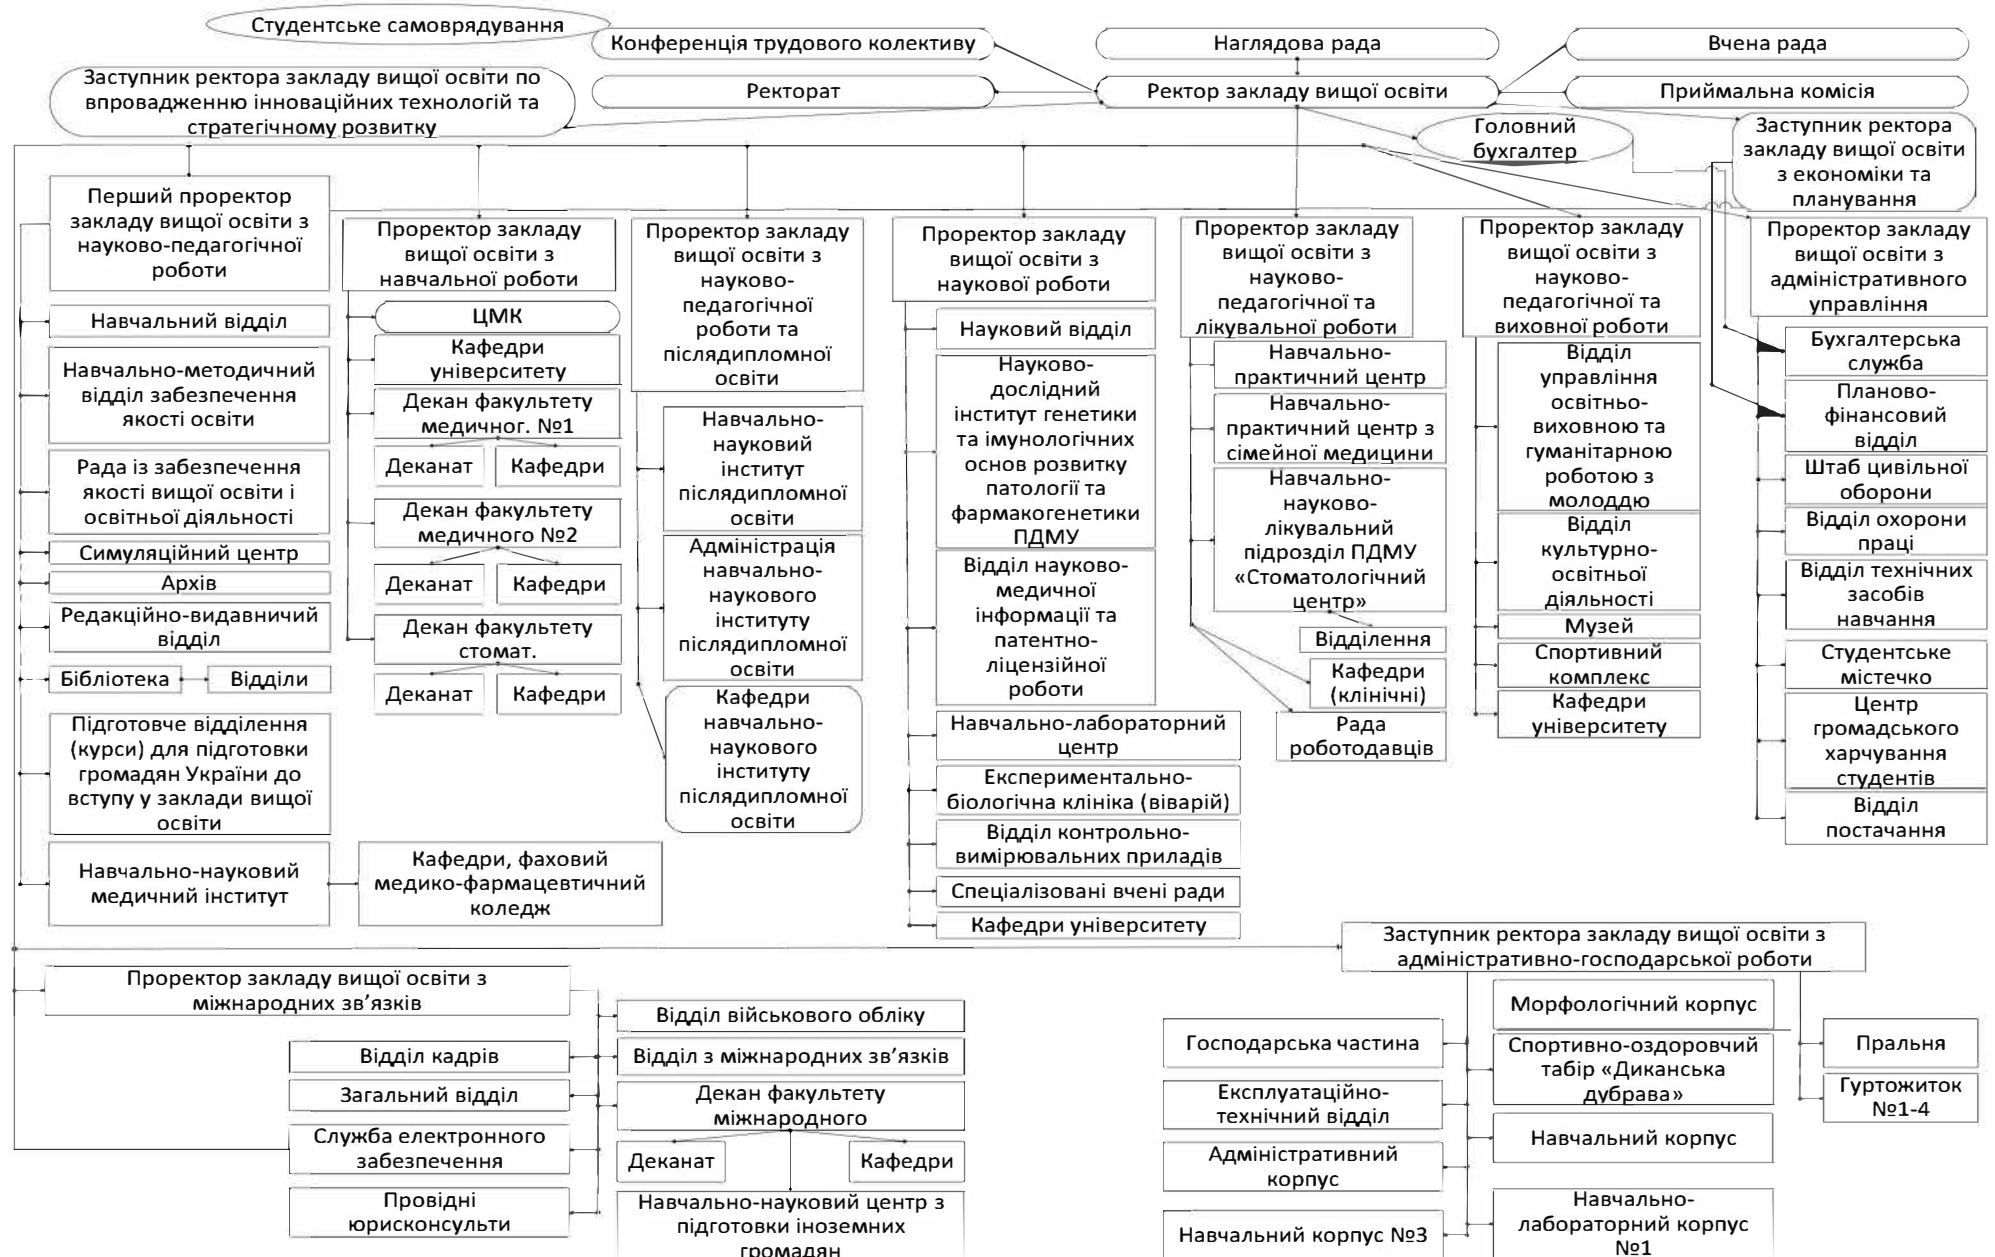 Студентське самоврядування
Конференція трудового колективу
Наглядова рада
Вчена рада
Заступник ректора закладу вищої освіти по
впровадженню інноваційних технологій та
стратегічному розвитку
Ректорат
Ректор закладу вищої освіти
Приймальна комісія
Головний
бухгалтер
Заступник ректора
закладу вищої освіти
з економіки та
планування
Перший проректор
закладу вищої освіти з
науково-педагогічної
роботи
Навчальний відділ
Навчально-методичний
відділ забезпечення
якості освіти
Рада із забезпечення
якості вищої освіти і
освітньої діяльності
Симуляційний центр
Архів
Редакційно-видавничий
відділ
Бібліотека
Відділи
Підготовче відділення
(курси) для підготовки
громадян України до
вступу у заклади вищої
освіти
Навчально-науковий
медичний інститут
Кафедри, фаховий
медико-фармацевтичний
коледж
Проректор закладу
вищої освіти з
навчальної роботи
ЦМК
Кафедри
університету
Декан факультету
медичног. №1
Деканат
Кафедри
Декан факультету
медичного №2
Деканат
Кафедри
Декан факультету
стомат.
Деканат
Кафедри
Проректор закладу
вищої освіти з
науково-
педагогічної
роботи та
післядипломної
освіти
Навчально-
науковий
інститут
післядипломної
освіти
Адміністрація
навчально-
наукового
інституту
післядипломної
освіти
Кафедри
навчально-
наукового
інституту
післядипломної
освіти
Проректор закладу
вищої освіти з
наукової роботи
Науковий відділ
Науково-
дослідний
інститут генетики
та імунологічних
основ розвитку
патології та
фармакогенетики
ПДМУ
Відділ науково-
медичної
інформації та
патентно-
ліцензійної
роботи
Навчально-лабораторний
центр
Експериментально-
біологічна клініка (віварій)
Відділ контрольно-
вимірювальних приладів
Спеціалізовані вчені ради
Кафедри університету
Проректор закладу
вищої освіти з
науково-
педагогічної та
лікувальної роботи
Навчально-
практичний центр
Навчально-
практичний центр з
сімейної медицини
Навчально-
науково-
лікувальний
підрозділ ПДМУ
«Стоматологічний
центр»
Відділення
Кафедри
(клінічні)
Рада
роботодавців
Проректор закладу
вищої освіти з
науково-
педагогічної та
виховної роботи
Відділ
управління
освітньо-
виховною та
гуманітарною
роботою з
молоддю
Відділ
культурно-
освітньої
діяльності
Музей
Спортивний
комплекс
Кафедри
університету
Проректор закладу
вищої освіти з
адміністративного
управління
Бухгалтерська
служба
Планово-
фінансовий
відділ
Штаб цивільної
оборони
Відділ охорони
праці
Відділ технічних
засобів
навчання
Студентське
містечко
Центр
громадського
харчування
студентів
Відділ
постачання
Проректор закладу вищої освіти з
міжнародних зв’язків
Відділ кадрів
Загальний відділ
Служба електронного
забезпечення
Провідні
юрисконсульти
Відділ військового обліку
Відділ з міжнародних зв’язків
Декан факультету
міжнародного
Деканат
Кафедри
Навчально-науковий центр з
підготовки іноземних
громадян
Заступник ректора закладу вищої освіти з
адміністративно-господарської роботи
Господарська частина
Експлуатаційно-
технічний відділ
Адміністративний
корпус
Навчальний корпус №3
Морфологічний корпус
Спортивно-оздоровчий
табір «Диканська
дубрава»
Навчальний корпус
Навчально-
лабораторний корпус
№1
Пральня
Гуртожиток
№1-4